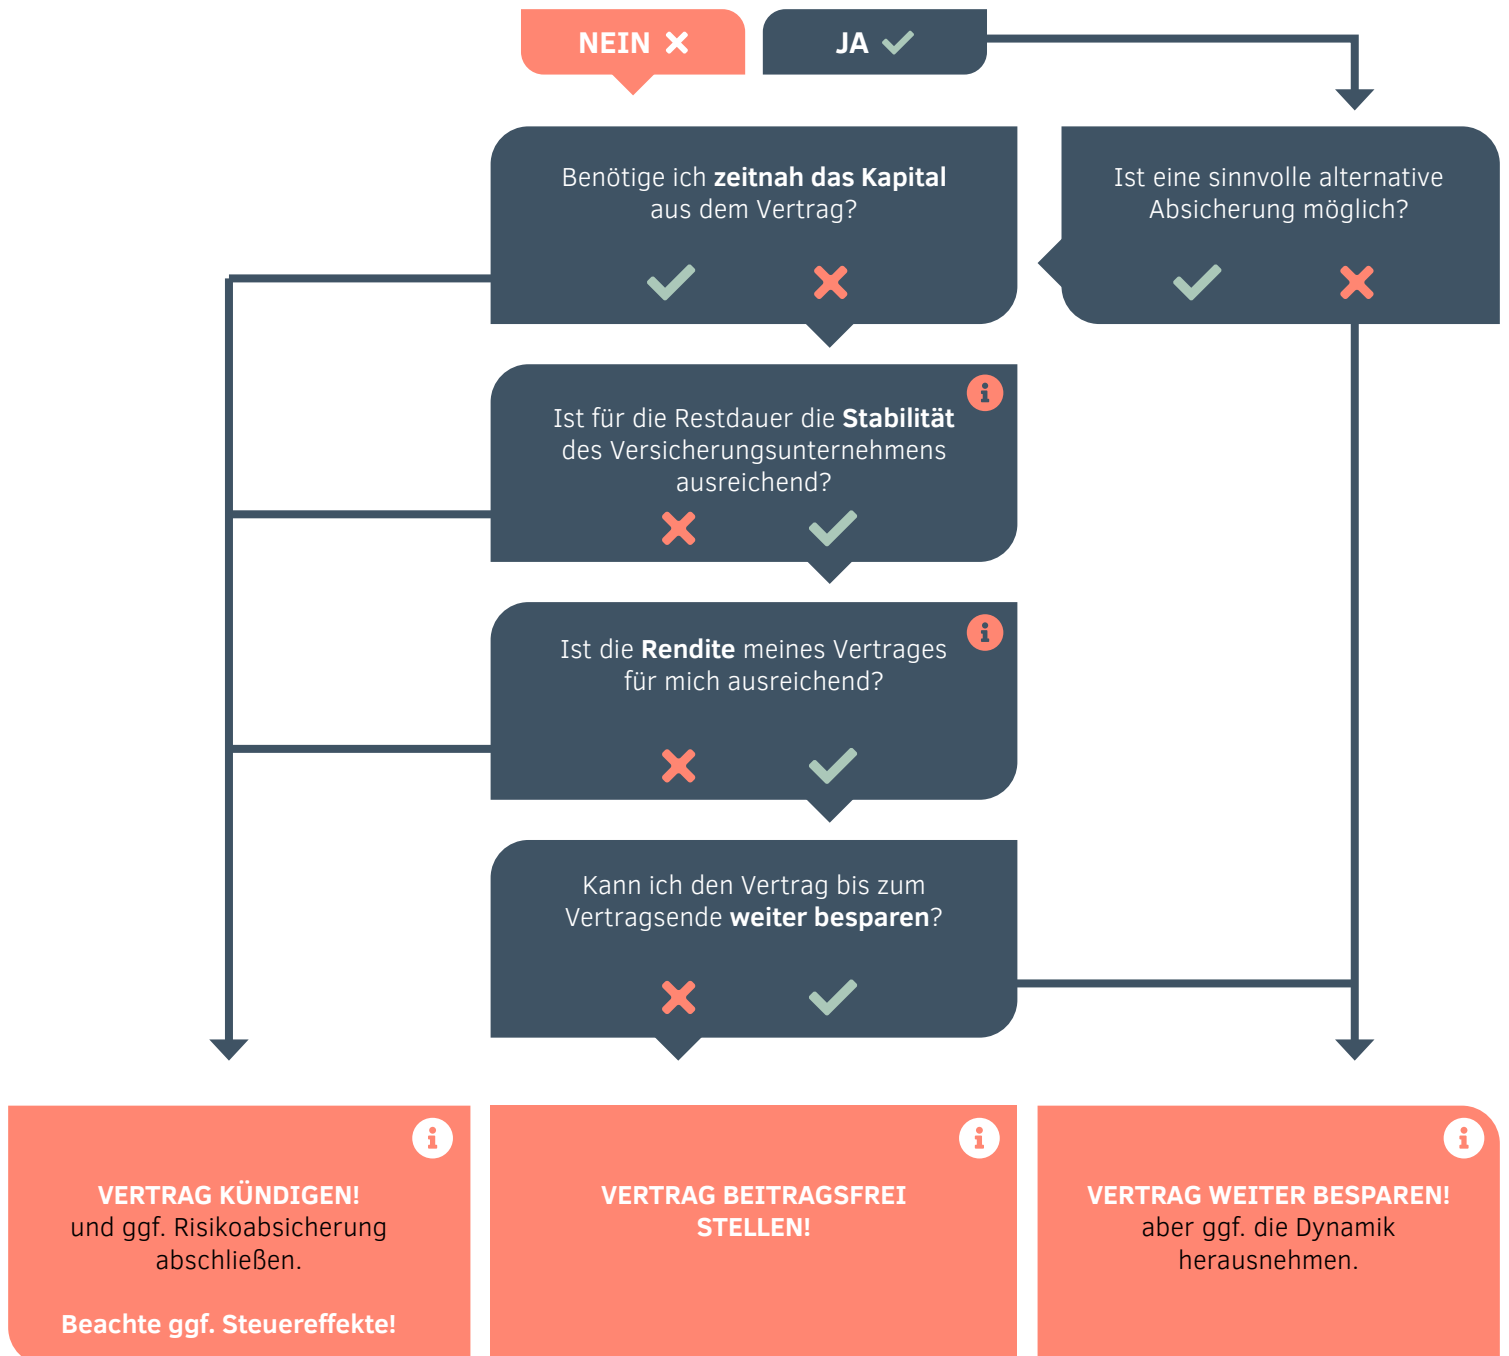 NEIN
JA
Benötige ich zeitnah das Kapital
aus dem Vertrag?
Ist eine sinnvolle alternative
Absicherung möglich?
Ist für die Restdauer die Stabilität
des Versicherungsunternehmens
ausreichend?
Ist die Rendite meines Vertrages
für mich ausreichend?
Kann ich den Vertrag bis zum
Vertragsende weiter besparen?
VERTRAG KÜNDIGEN!
und ggf. Risikoabsicherung
abschließen.
Beachte ggf. Steuereffekte!
VERTRAG BEITRAGSFREI
STELLEN!
VERTRAG WEITER BESPAREN!
aber ggf. die Dynamik
herausnehmen.